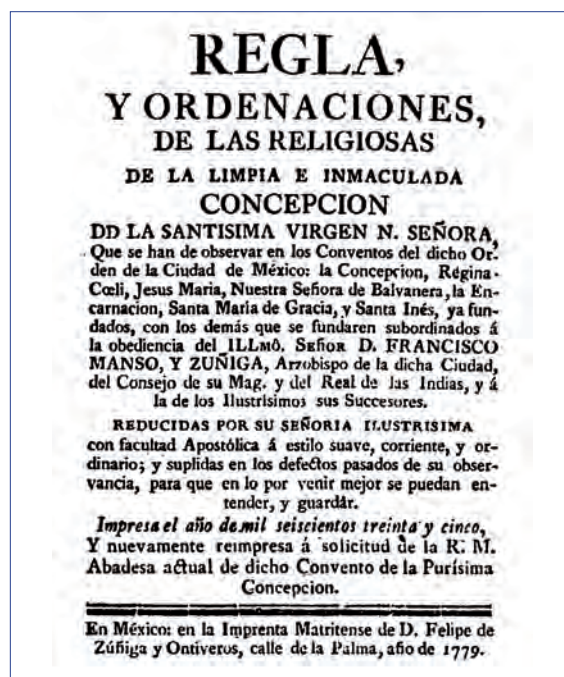 REGLA,
Y ORDENACIONES,
DE LAS RELIGIOSAS
DE LA LIMPIA E INMACULADA
CONCEPCION
DD LA SANTISIMA VIRGEN N. SEÑORA,
Que se han de observar en los Conventos del dicho Or-
den de la Ciudad de México: la Concepcion, Régina-
Cœli, Jesus Maria, Nuestra Señora de Balvanera, la En-
carnacion, Santa Maria de Gracia, y Santa Inés, ya fun-
dados, con los demás que se fundaren subordinados á
la obediencia del ILLMÔ. SEÑOR D. FRANCISCO
MANSO, Y ZUÑIGA, Arzobispo de la dicha Ciudad,
del Consejo de su Mag. y del Real de las Indias, y á
la de los Ilustrisimos sus Succesores.
REDUCIDAS POR SU SEÑORIA ILUSTRISIMA
con facultad Apostólica á estilo suave, corriente, y or-
dinario; y suplidas en los defectos pasados de su obser-
vancia, para que en lo por venir mejor se puedan en-
tender, y guardár.
Impresa el año de mil seiscientos treinta y cinco,
Y nuevamente reimpresa á solicitud de la R. M.
Abadesa actual de dicho Convento de la Purísima
Concepcion.
En México: en la Imprenta Matritense de D. Felipe de
Zúñiga y Ontiveros, calle de la Palma, año de 1779.